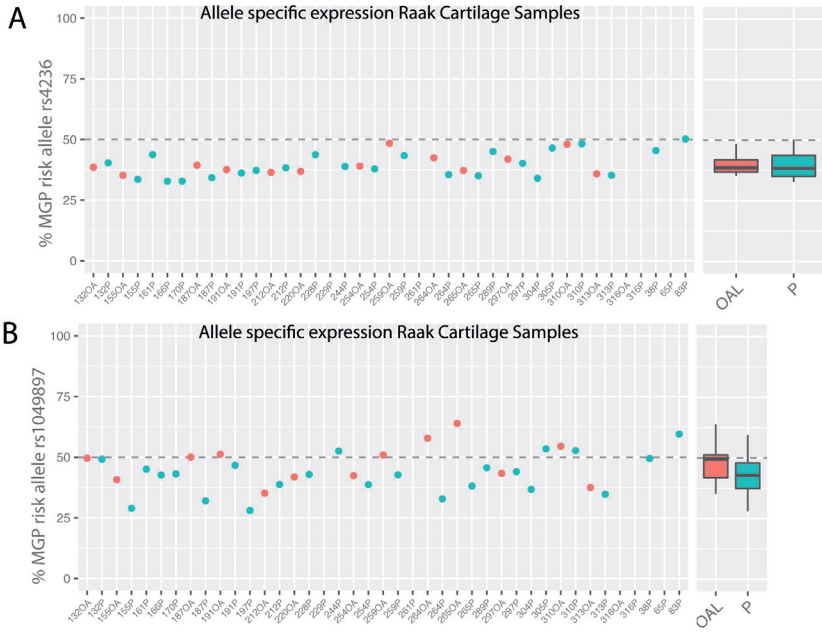 A
Allele specific expression Raak Cartilage Samples
% MGP risk allele rs4236
100
75
50
25
0
132OA 132P 155OA 155P 161P 166P 170P 187OA 187P 191OA 191P 197P 212OA 212P 220OA 228P 229P 244P 254OA 254P 259OA 259P 261P 264OA 264P 265OA 265P 289P 297OA 297P 304P 305P 310OA 310P 313OA 313P 316OA 316P 38P 65P 83P
OAL P
B
Allele specific expression Raak Cartilage Samples
% MGP risk allele rs1049897
100
75
50
25
0
132OA 132P 155OA 155P 161P 166P 170P 187OA 187P 191OA 191P 197P 212OA 212P 220OA 228P 229P 244P 254OA 254P 259OA 259P 261P 264OA 264P 265OA 265P 289P 297OA 297P 304P 305P 310OA 310P 313OA 313P 316OA 316P 38P 65P 83P
OAL P